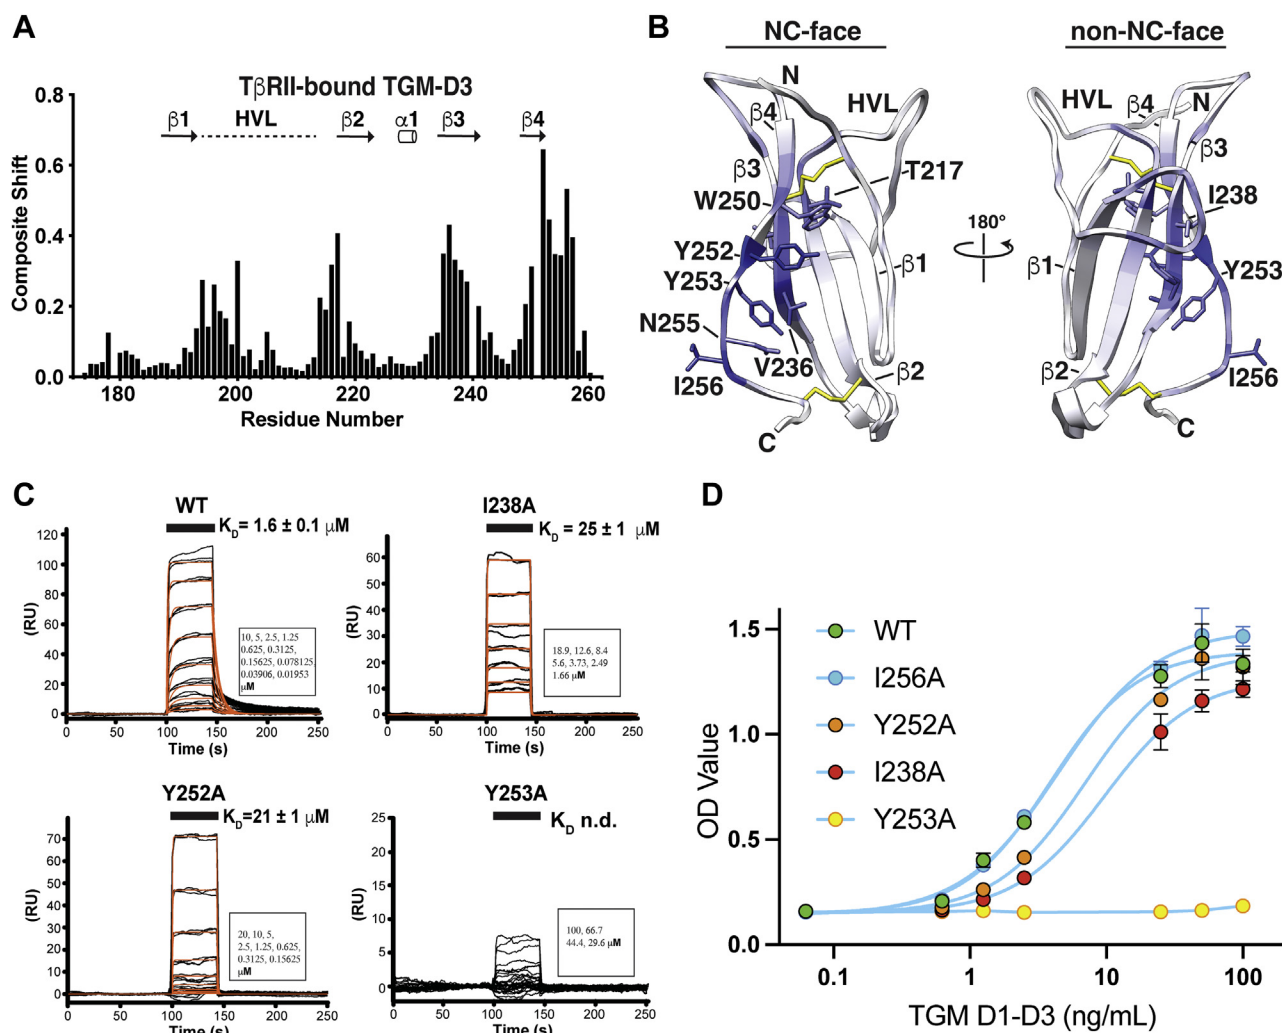 A
TβRII-bound TGM-D3
β1 HVL β2 α1 β3 β4
Composite Shift
0.8
0.6
0.4
0.2
0.0
180 200 220 240 260
Residue Number
B
NC-face
non-NC-face
N
HVL
β4
β3
T217
W250
Y252
Y253
β1
N255
I256
V236
β2
C
180°
HVL
β4
N
β3
I238
β1
Y253
β2
I256
C
C
WT
K_D= 1.6 ± 0.1 μM
(RU)
120
100
80
60
40
20
0
10, 5, 2.5, 1.25
0.625, 0.3125,
0.15625, 0.078125,
0.03906, 0.01953
μM
0 50 100 150 200 250
Time (s)
I238A
K_D = 25 ± 1 μM
(RU)
60
50
40
30
20
10
0
18.9, 12.6, 8.4
5.6, 3.73, 2.49
1.66 μM
0 50 100 150 200 250
Time (s)
Y252A
K_D=21 ± 1 μM
(RU)
70
60
50
40
30
20
10
0
20, 10, 5,
2.5, 1.25, 0.625,
0.3125, 0.15625
μM
0 50 100 150 200 250
Time (s)
Y253A
K_D n.d.
(RU)
25
20
15
10
5
0
100, 66.7
44.4, 29.6 μM
0 50 100 150 200 250
Time (s)
D
OD Value
1.5
1.0
0.5
0.0
WT
I256A
Y252A
I238A
Y253A
0.1 1 10 100
TGM D1-D3 (ng/mL)